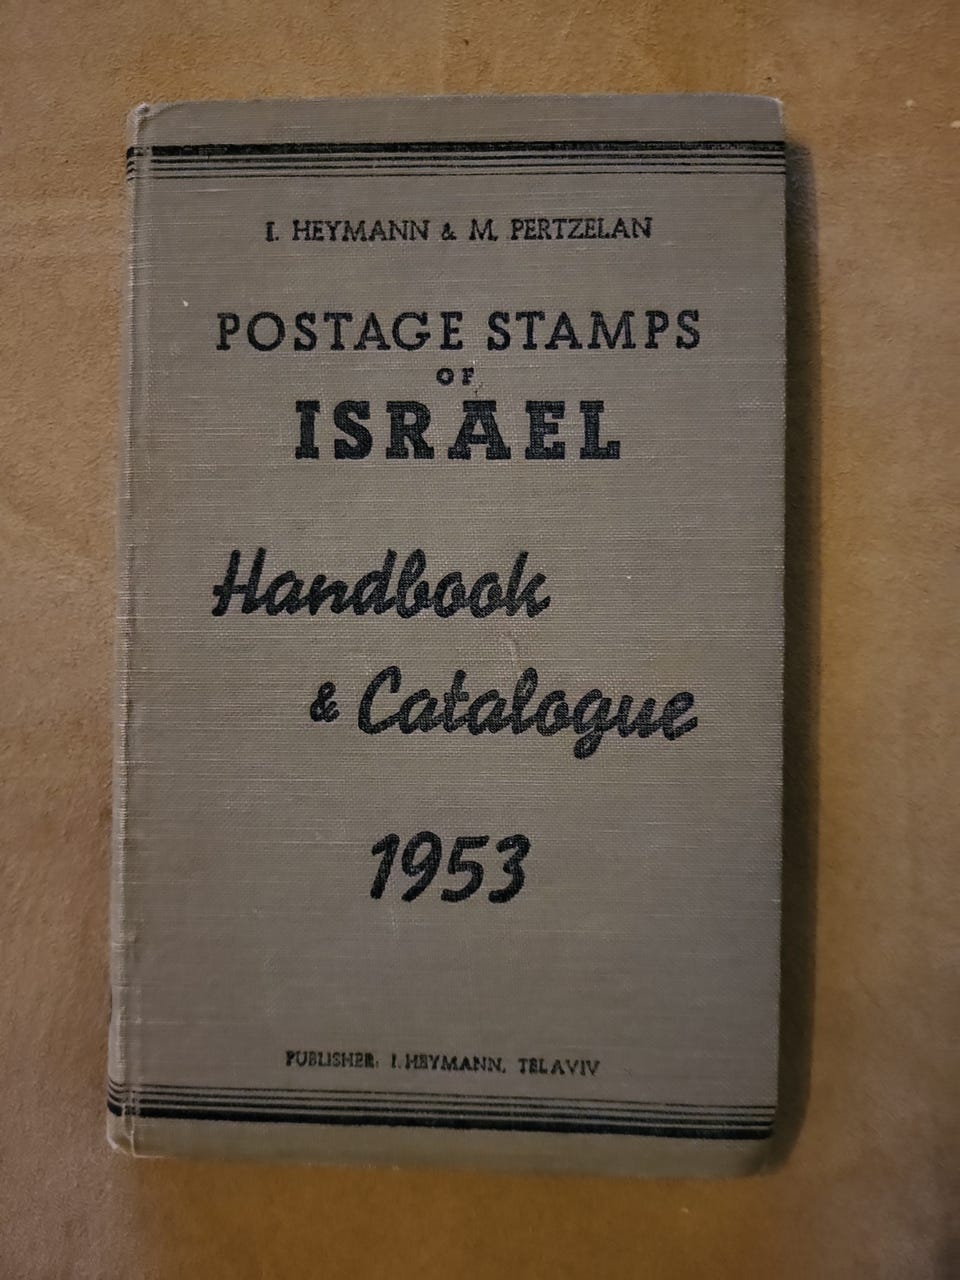 I. HEYMANN & M. PERTZELAN
POSTAGE STAMPS
OF
ISRAEL
Handbook
& Catalogue
1953
PUBLISHER: I. HEYMANN, TEL AVIV